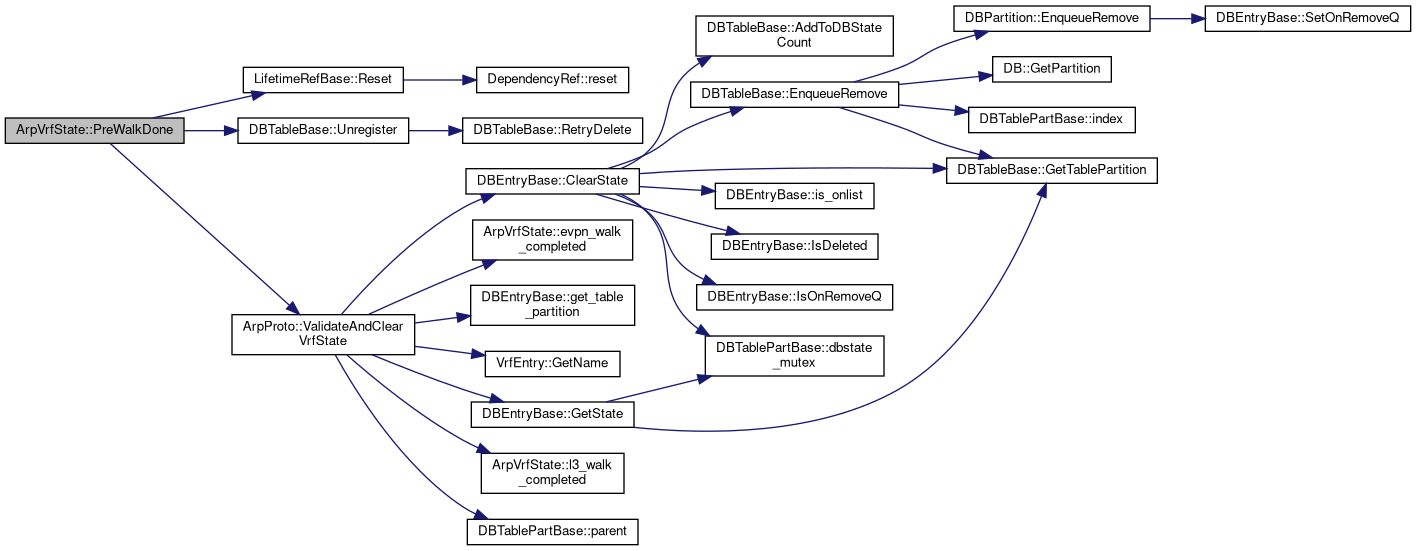 ArpVrfState::PreWalkDone
LifetimeRefBase::Reset
DependencyRef::reset
DBTableBase::Unregister
DBTableBase::RetryDelete
ArpProto::ValidateAndClear
VrfState
DBEntryBase::ClearState
DBTableBase::AddToDBState
Count
DBTableBase::EnqueueRemove
DBPartition::EnqueueRemove
DBEntryBase::SetOnRemoveQ
DB::GetPartition
DBTablePartBase::index
DBTableBase::GetTablePartition
DBEntryBase::is_onlist
DBEntryBase::IsDeleted
DBEntryBase::IsOnRemoveQ
DBTablePartBase::dbstate
_mutex
ArpVrfState::evpn_walk
_completed
DBEntryBase::get_table
_partition
VrfEntry::GetName
DBEntryBase::GetState
ArpVrfState::l3_walk
_completed
DBTablePartBase::parent